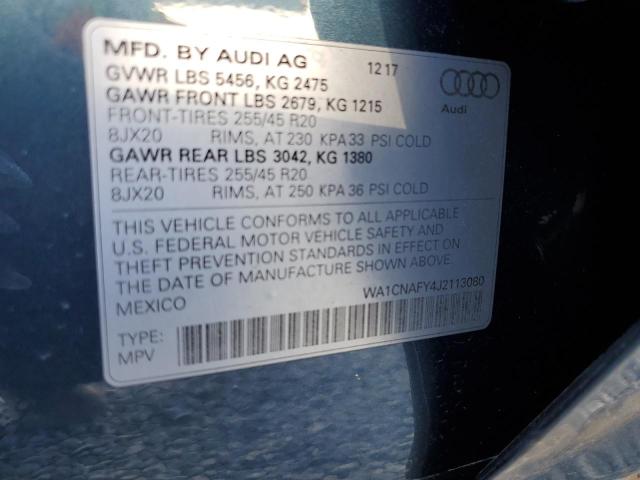 MFD. BY AUDI AG 12 17
GVWR LBS 5456, KG 2475
GAWR FRONT LBS 2679, KG 1215
FRONT-TIRES 255/45 R20
8JX20 RIMS, AT 230 KPA 33 PSI COLD
GAWR REAR LBS 3042, KG 1380
REAR-TIRES 255/45 R20
8JX20 RIMS, AT 250 KPA 36 PSI COLD
Audi
THIS VEHICLE CONFORMS TO ALL APPLICABLE
U.S. FEDERAL MOTOR VEHICLE SAFETY AND
THEFT PREVENTION STANDARDS IN EFFECT ON
THE DATE OF MANUFACTURE SHOWN ABOVE.
MEXICO WA1CNAFY4J2113080
TYPE:
MPV